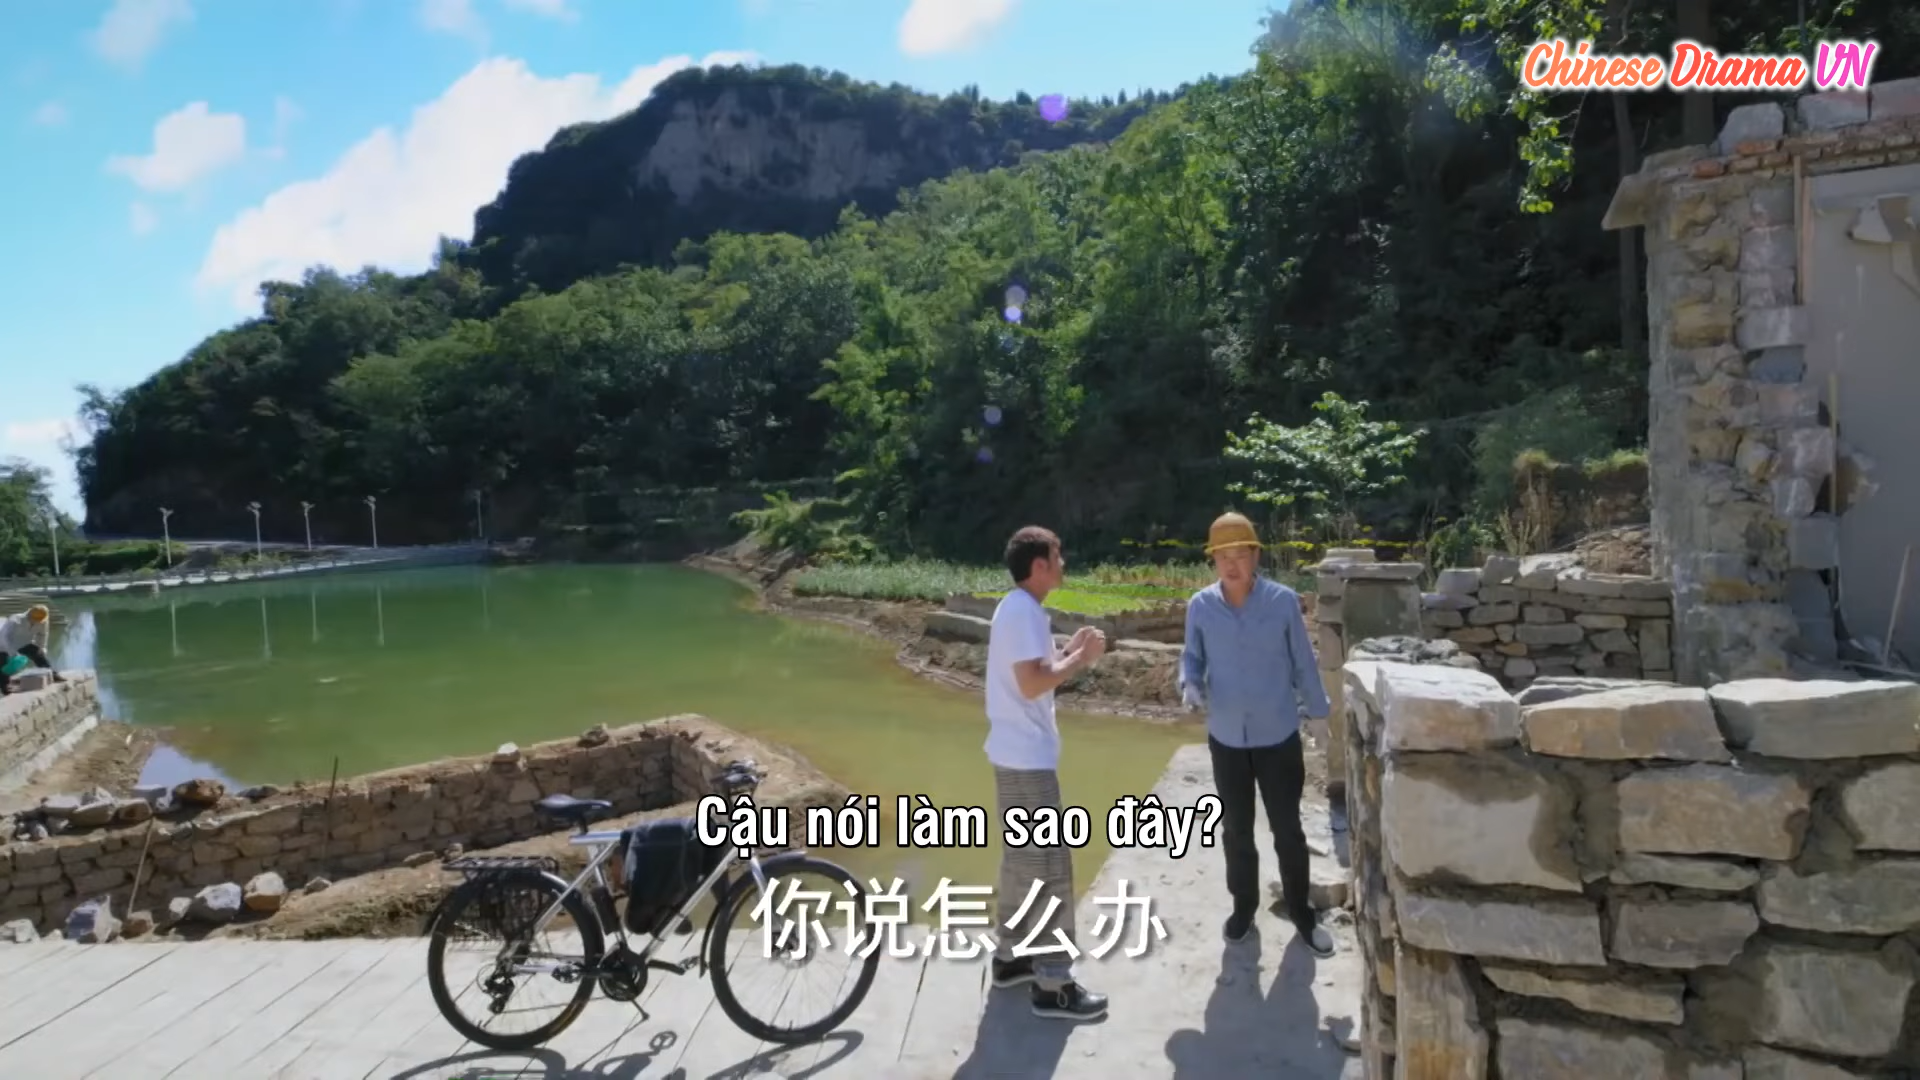 Chinese Drama VN
Cậu nói làm sao đây?
你说怎么办